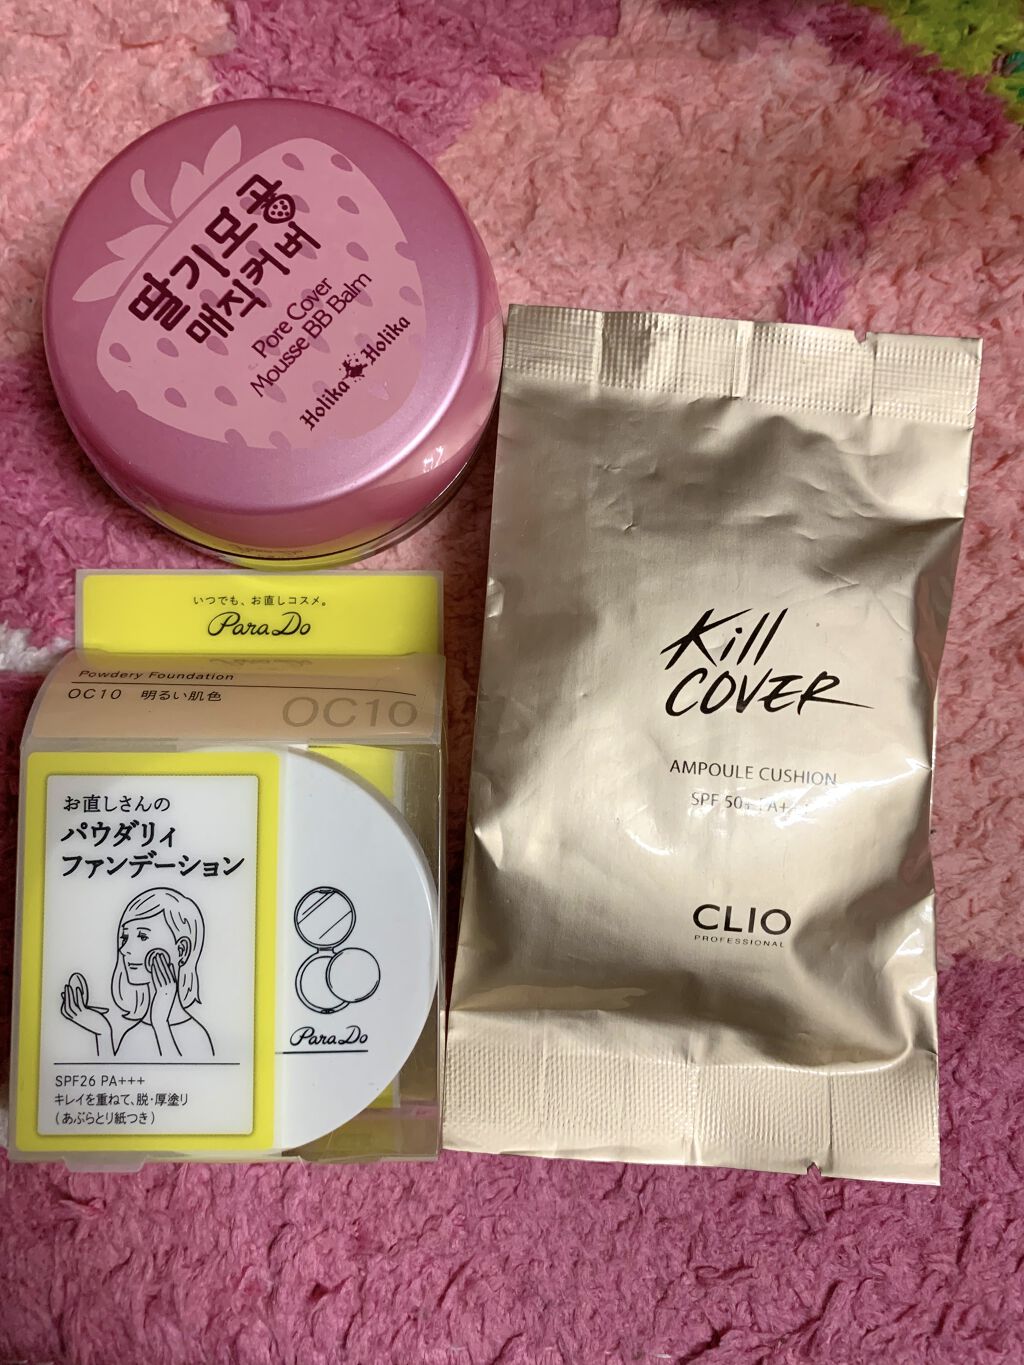 딸기모공
매직커버
Pore Cover
Mousse BB Balm
Holika Holika
いつでも、お直しコスメ。
ParaDo
Powdery Foundation
OC10 明るい肌色
OC10
お直しさんの
パウダリィ
ファンデーション
SPF26 PA+++
キレイを重ねて、脱・厚塗り
(あぶらとり紙つき)
ParaDo
Kill
COVER
AMPOULE CUSHION
SPF 50+
CLIO
PROFESSIONAL